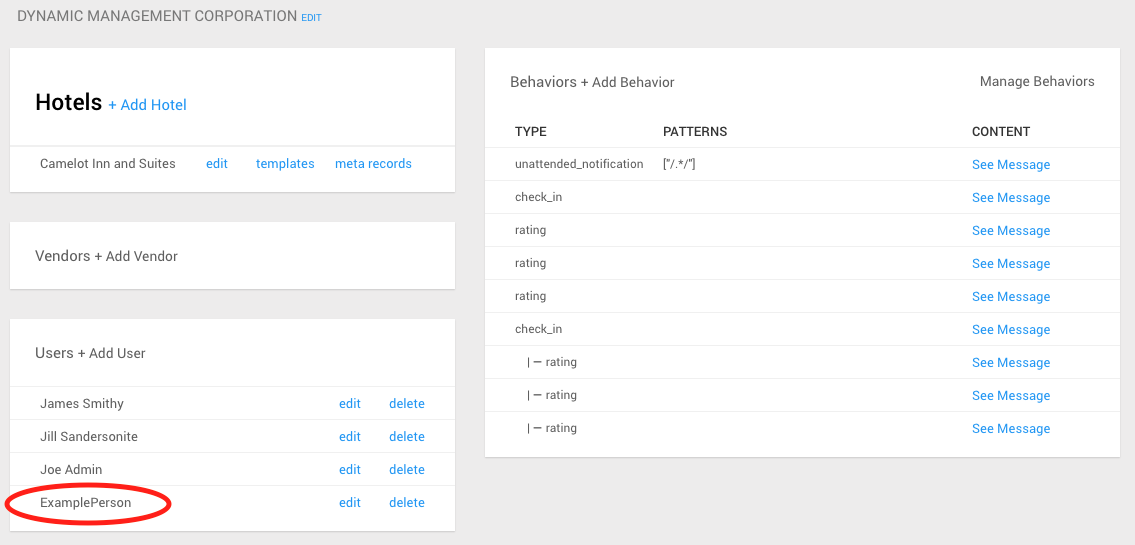 DYNAMIC MANAGEMENT CORPORATION EDIT
Hotels + Add Hotel
Camelot Inn and Suites edit templates meta records
Vendors + Add Vendor
Users + Add User
James Smithy edit delete
Jill Sandersonite edit delete
Joe Admin edit delete
ExamplePerson edit delete
Behaviors + Add Behavior Manage Behaviors
TYPE PATTERNS CONTENT
unattended_notification ["/.*/"] See Message
check_in See Message
rating See Message
rating See Message
rating See Message
check_in See Message
| — rating See Message
| — rating See Message
| — rating See Message